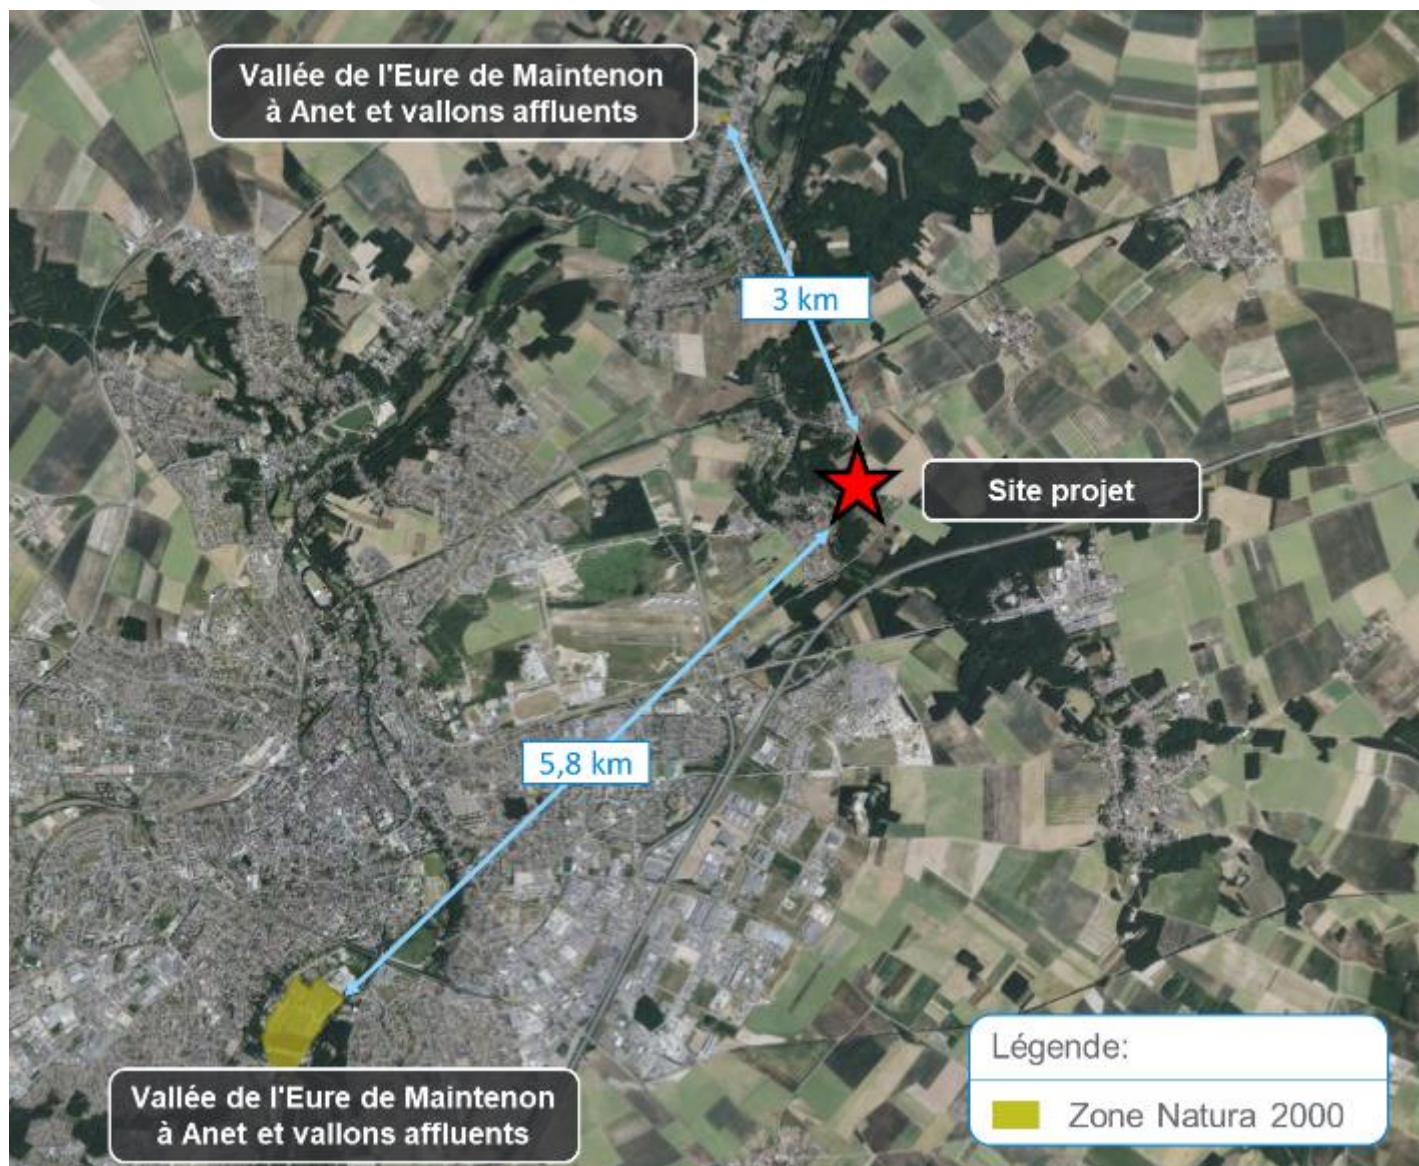 Vallée de l'Eure de Maintenon
à Anet et vallons affluents
3 km
Site projet
5,8 km
Vallée de l'Eure de Maintenon
à Anet et vallons affluents
Légende:
Zone Natura 2000